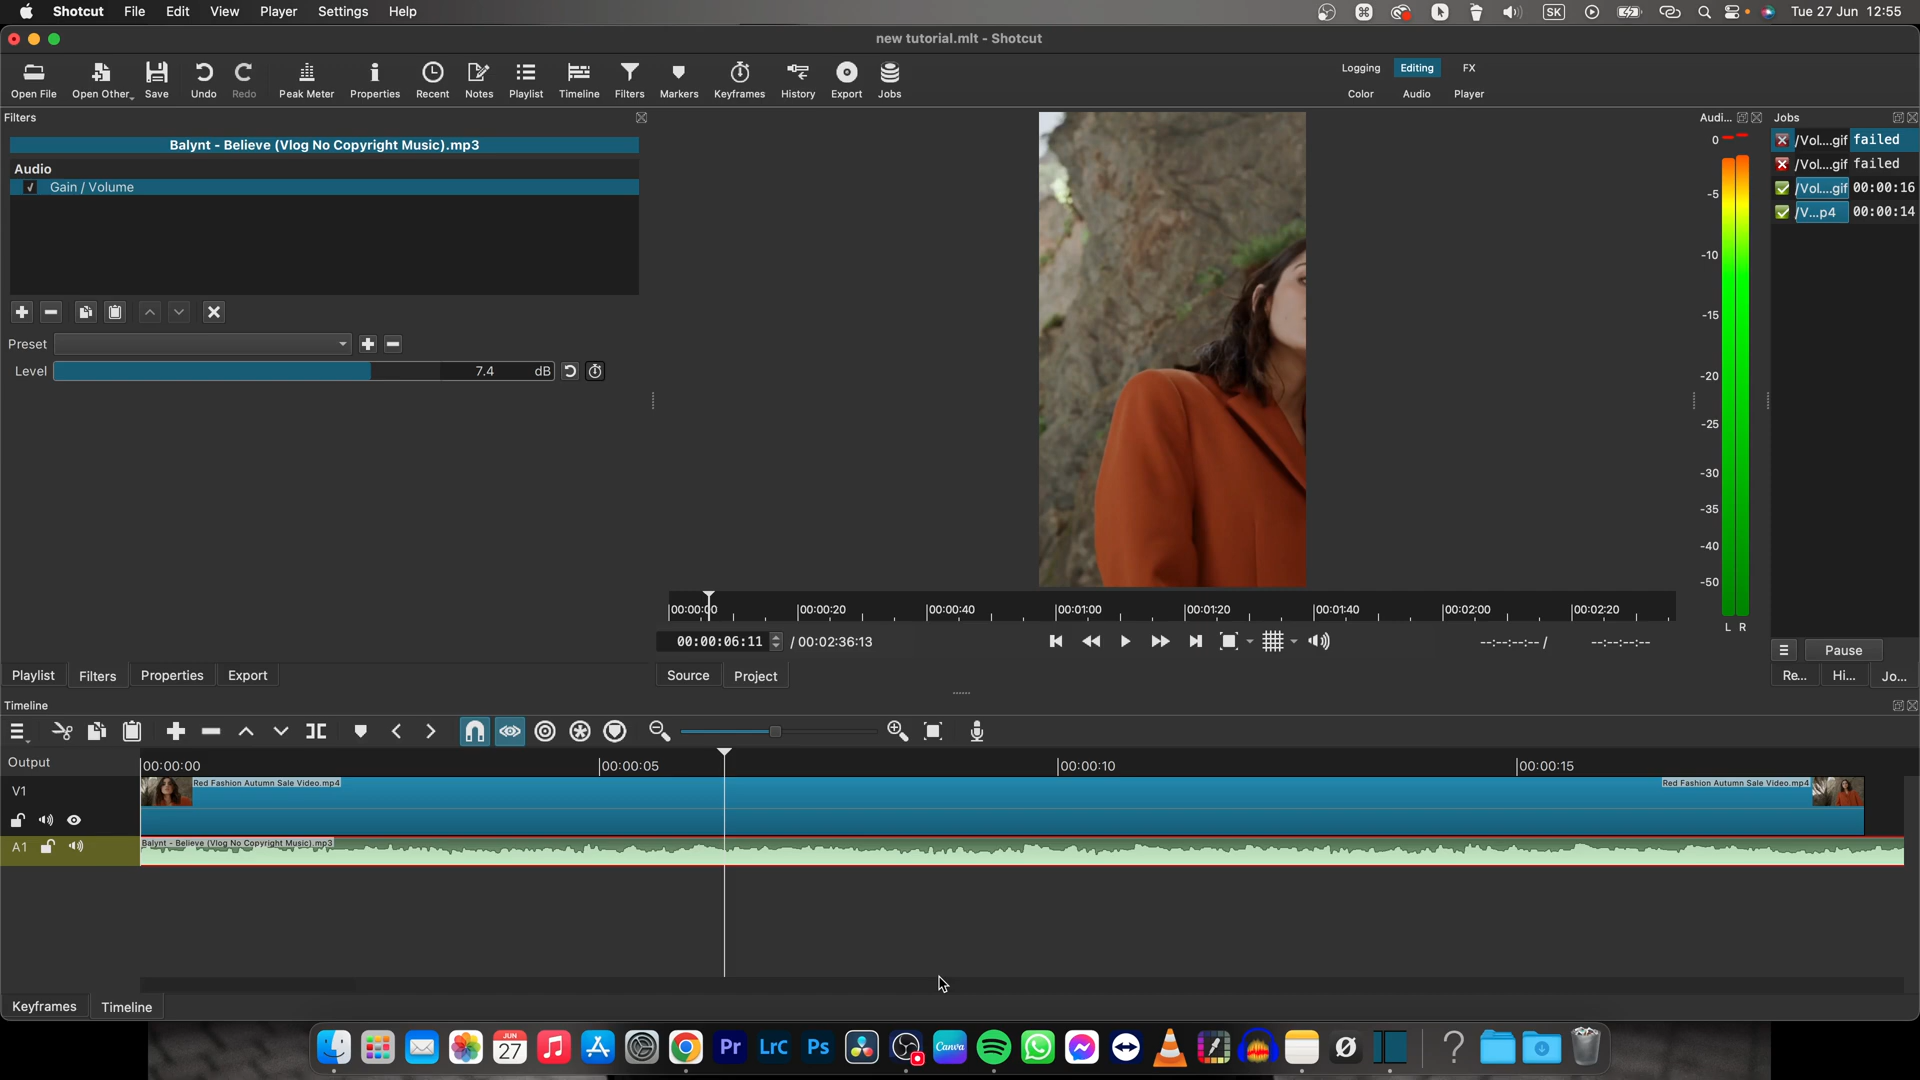 Shotcut File Edit View Player Settings Help SK Tue 27 Jun 12:55
new tutorial.mlt - Shotcut
Open File Open Other... Save Undo Redo Peak Meter Properties Recent Notes Playlist Timeline Filters Markers Keyframes History Export Jobs
Logging Editing FX
Color Audio Player
Filters
Balynt - Believe (Vlog No Copyright Music).mp3
Audio
Gain / Volume
Preset
Level 7.4 dB
Playlist Filters Properties Export
00:00:00 00:00:20 00:00:40 00:01:00 00:01:20 00:01:40 00:02:00 00:02:20
00:00:06:11 / 00:02:36:13 --:--:--:-- / --:--:--:--
Source Project
Audi...
0
-5
-10
-15
-20
-25
-30
-35
-40
-50
L R
Jobs
/Vol....gif failed
/Vol....gif failed
/Vol....gif 00:00:16
/V...p4 00:00:14
Pause
Re... Hi... Jo...
Timeline
Output
00:00:00 00:00:05 00:00:10 00:00:15
V1
Red Fashion Autumn Sale Video.mp4 Red Fashion Autumn Sale Video.mp4
A1
Balynt - Believe (Vlog No Copyright Music).mp3
Keyframes Timeline
JUN
27
Pr LrC Ps Canva